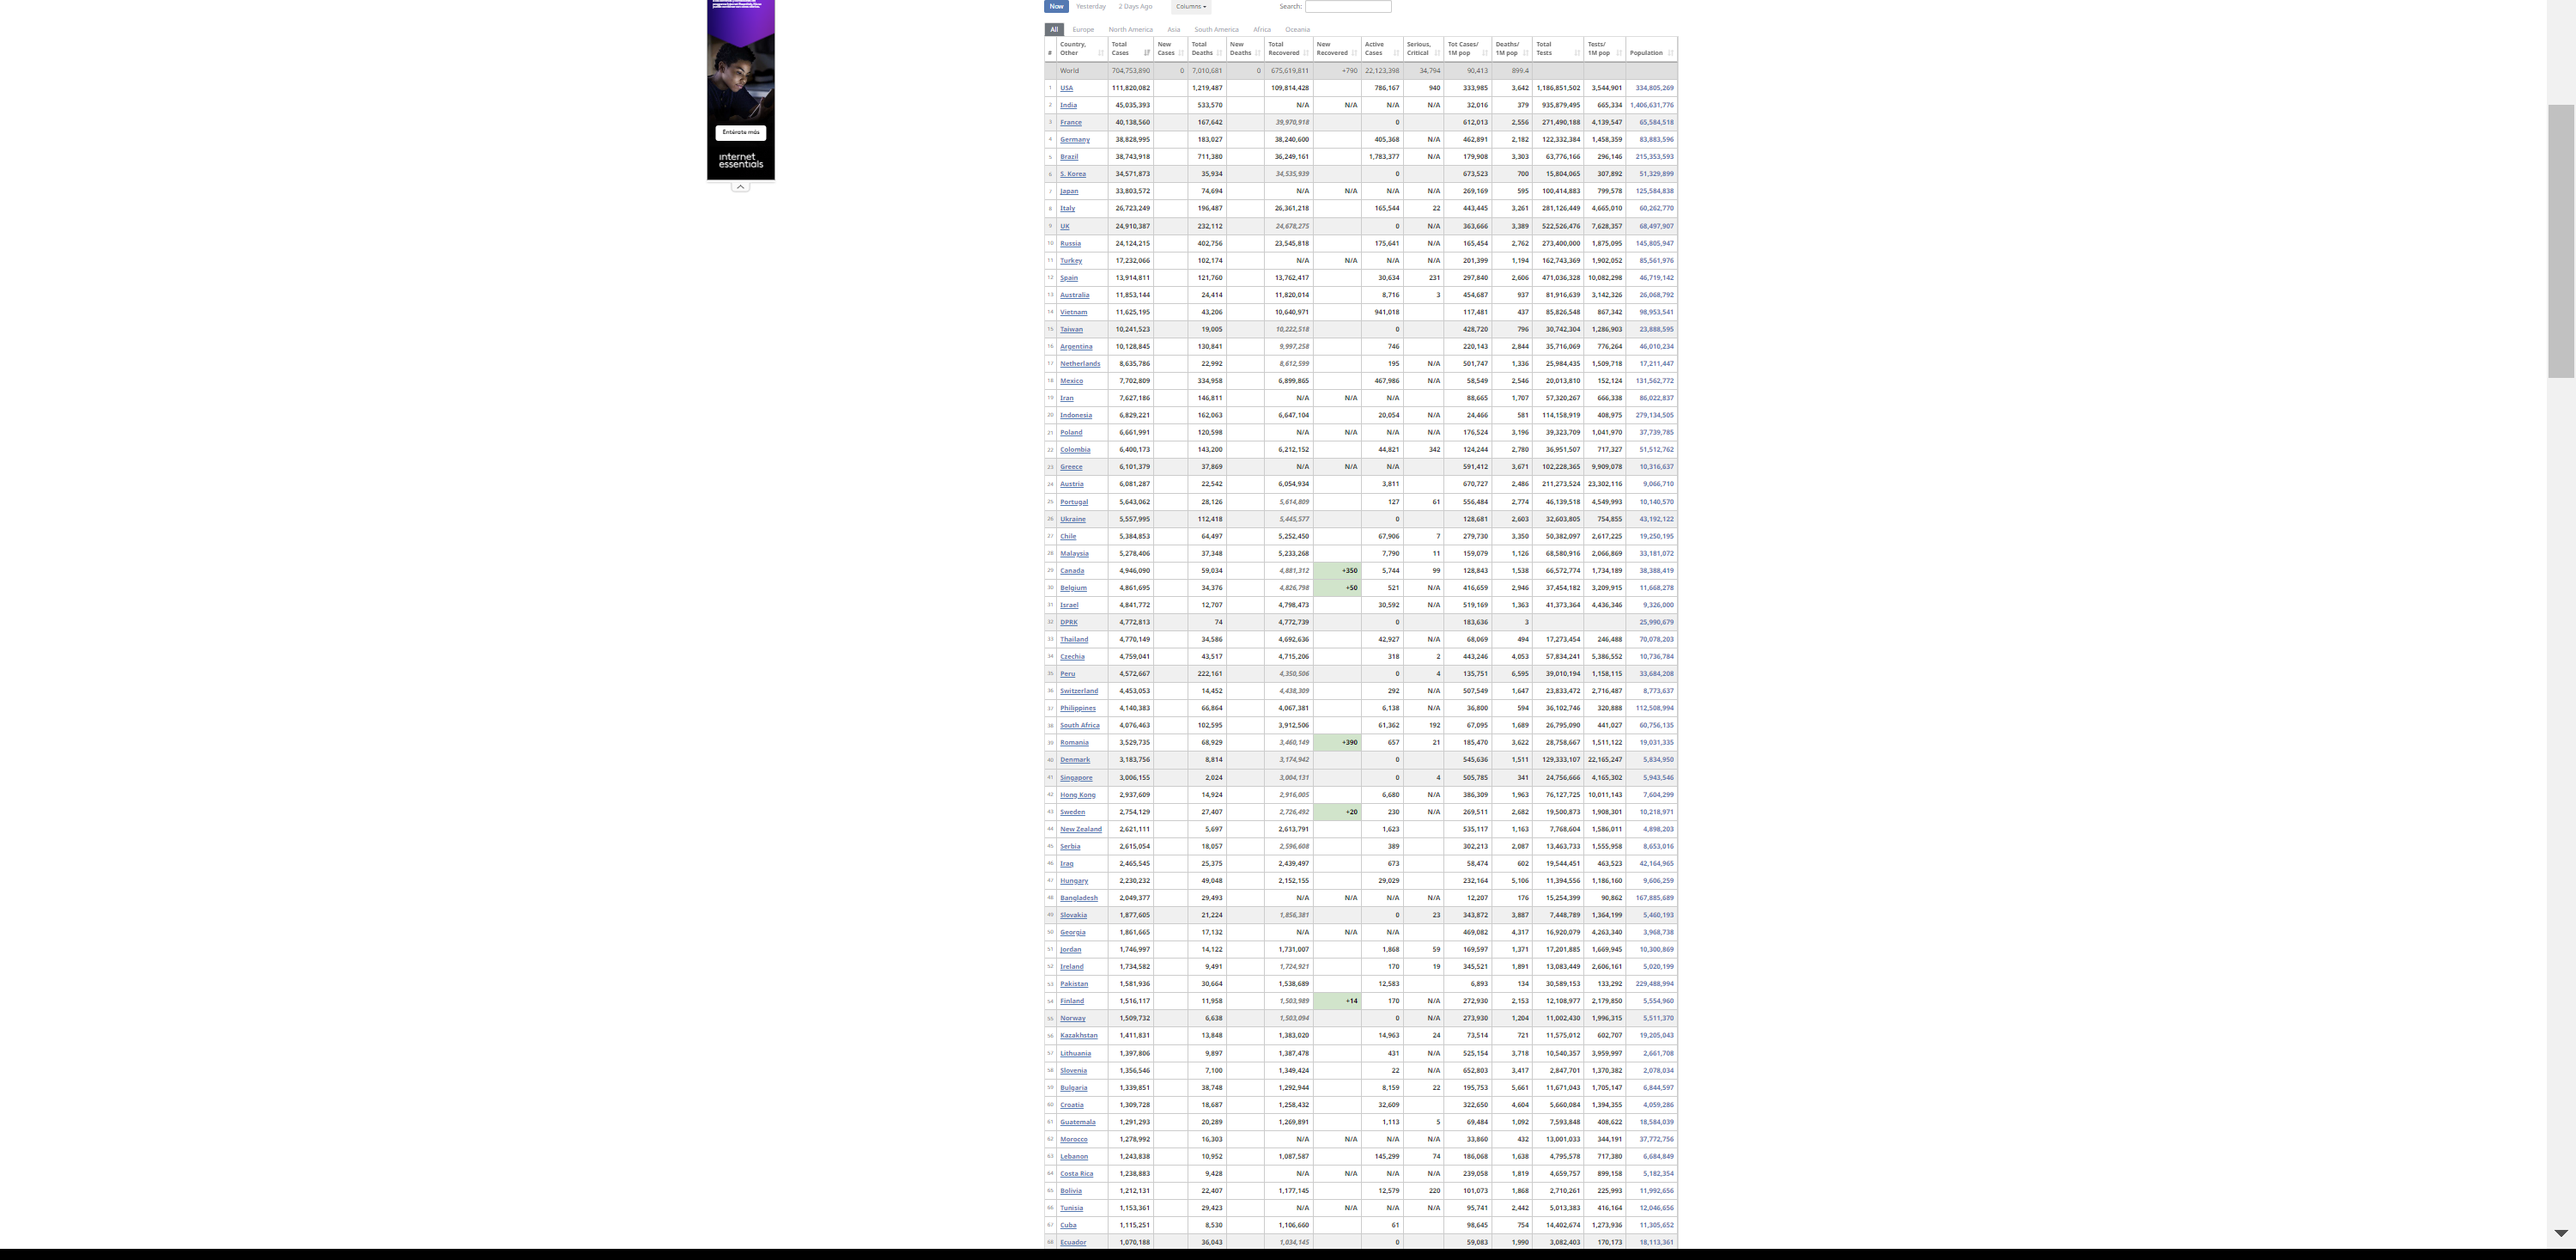 Now Yesterday 2 Days Ago Columns Search:
All Europe North America Asia South America Africa Oceania
# Country, Other Total Cases New Cases Total Deaths New Deaths Total Recovered New Recovered Active Cases Serious, Critical Tot Cases/ 1M pop Deaths/ 1M pop Total Tests Tests/ 1M pop Population
World 704,753,890 0 7,010,681 0 675,619,811 +790 22,123,398 34,794 90,413 899.4
1 USA 111,820,082 1,219,487 109,814,428 786,167 940 333,985 3,642 1,186,851,502 3,544,901 334,805,269
2 India 45,035,393 533,570 N/A N/A N/A N/A 32,016 379 935,879,495 665,334 1,406,631,776
3 France 40,138,560 167,642 39,970,918 0 612,013 2,556 271,490,188 4,139,547 65,584,518
4 Germany 38,828,995 183,027 38,240,600 405,368 N/A 462,891 2,182 122,332,384 1,458,359 83,883,596
5 Brazil 38,743,918 711,380 36,249,161 1,783,377 N/A 179,908 3,303 63,776,166 296,146 215,353,593
6 S. Korea 34,571,873 35,934 34,535,939 0 673,523 700 15,804,065 307,892 51,329,899
7 Japan 33,803,572 74,694 N/A N/A N/A N/A 269,169 595 100,414,883 799,578 125,584,838
8 Italy 26,723,249 196,487 26,361,218 165,544 22 443,445 3,261 281,126,449 4,665,010 60,262,770
9 UK 24,910,387 232,112 24,678,275 0 N/A 363,666 3,389 522,526,476 7,628,357 68,497,907
10 Russia 24,124,215 402,756 23,545,818 175,641 N/A 165,454 2,762 273,400,000 1,875,095 145,805,947
11 Turkey 17,232,066 102,174 N/A N/A N/A N/A 201,399 1,194 162,743,369 1,902,052 85,561,976
12 Spain 13,914,811 121,760 13,762,417 30,634 231 297,840 2,606 471,036,328 10,082,298 46,719,142
13 Australia 11,853,144 24,414 11,820,014 8,716 3 454,687 937 81,916,639 3,142,326 26,068,792
14 Vietnam 11,625,195 43,206 10,640,971 941,018 117,481 437 85,826,548 867,342 98,953,541
15 Taiwan 10,241,523 19,005 10,222,518 0 428,720 796 30,742,304 1,286,903 23,888,595
16 Argentina 10,128,845 130,841 9,997,258 746 220,143 2,844 35,716,069 776,264 46,010,234
17 Netherlands 8,635,786 22,992 8,612,599 195 N/A 501,747 1,336 25,984,435 1,509,718 17,211,447
18 Mexico 7,702,809 334,958 6,899,865 467,986 N/A 58,549 2,546 20,013,810 152,124 131,562,772
19 Iran 7,627,186 146,811 N/A N/A N/A 88,665 1,707 57,320,267 666,338 86,022,837
20 Indonesia 6,829,221 162,063 6,647,104 20,054 N/A 24,466 581 114,158,919 408,975 279,134,505
21 Poland 6,661,991 120,598 N/A N/A N/A N/A 176,524 3,196 39,323,709 1,041,970 37,739,785
22 Colombia 6,400,173 143,200 6,212,152 44,821 342 124,244 2,780 36,951,507 717,327 51,512,762
23 Greece 6,101,379 37,869 N/A N/A N/A 591,412 3,671 102,228,365 9,909,078 10,316,637
24 Austria 6,081,287 22,542 6,054,934 3,811 670,727 2,486 211,273,524 23,302,116 9,066,710
25 Portugal 5,643,062 28,126 5,614,809 127 61 556,484 2,774 46,139,518 4,549,993 10,140,570
26 Ukraine 5,557,995 112,418 5,445,577 0 128,681 2,603 32,603,805 754,855 43,192,122
27 Chile 5,384,853 64,497 5,252,450 67,906 7 279,730 3,350 50,382,097 2,617,225 19,250,195
28 Malaysia 5,278,406 37,348 5,233,268 7,790 11 159,079 1,126 68,580,916 2,066,869 33,181,072
29 Canada 4,946,090 59,034 4,881,312 +350 5,744 99 128,843 1,538 66,572,774 1,734,189 38,388,419
30 Belgium 4,861,695 34,376 4,826,798 +50 521 N/A 416,659 2,946 37,454,182 3,209,915 11,668,278
31 Israel 4,841,772 12,707 4,798,473 30,592 N/A 519,169 1,363 41,373,364 4,436,346 9,326,000
32 DPRK 4,772,813 74 4,772,739 0 183,636 3 25,990,679
33 Thailand 4,770,149 34,586 4,692,636 42,927 N/A 68,069 494 17,273,454 246,488 70,078,203
34 Czechia 4,759,041 43,517 4,715,206 318 2 443,246 4,053 57,834,241 5,386,552 10,736,784
35 Peru 4,572,667 222,161 4,350,506 0 4 135,751 6,595 39,010,194 1,158,115 33,684,208
36 Switzerland 4,453,053 14,452 4,438,309 292 N/A 507,549 1,647 23,833,472 2,716,487 8,773,637
37 Philippines 4,140,383 66,864 4,067,381 6,138 N/A 36,800 594 36,102,746 320,888 112,508,994
38 South Africa 4,076,463 102,595 3,912,506 61,362 192 67,095 1,689 26,795,090 441,027 60,756,135
39 Romania 3,529,735 68,929 3,460,149 +390 657 21 185,470 3,622 28,758,667 1,511,122 19,031,335
40 Denmark 3,183,756 8,814 3,174,942 0 545,636 1,511 129,333,107 22,165,247 5,834,950
41 Singapore 3,006,155 2,024 3,004,131 0 4 505,785 341 24,756,666 4,165,302 5,943,546
42 Hong Kong 2,937,609 14,924 2,916,005 6,680 N/A 386,309 1,963 76,127,725 10,011,143 7,604,299
43 Sweden 2,754,129 27,407 2,726,492 +20 230 N/A 269,511 2,682 19,500,873 1,908,301 10,218,971
44 New Zealand 2,621,111 5,697 2,613,791 1,623 535,117 1,163 7,768,604 1,586,011 4,898,203
45 Serbia 2,615,054 18,057 2,596,608 389 302,213 2,087 13,463,733 1,555,958 8,653,016
46 Iraq 2,465,545 25,375 2,439,497 673 58,474 602 19,544,451 463,523 42,164,965
47 Hungary 2,230,232 49,048 2,152,155 29,029 232,164 5,106 11,394,556 1,186,160 9,606,259
48 Bangladesh 2,049,377 29,493 N/A N/A N/A N/A 12,207 176 15,254,399 90,862 167,885,689
49 Slovakia 1,877,605 21,224 1,856,381 0 23 343,872 3,887 7,448,789 1,364,199 5,460,193
50 Georgia 1,861,665 17,132 N/A N/A N/A 469,082 4,317 16,920,079 4,263,340 3,968,738
51 Jordan 1,746,997 14,122 1,731,007 1,868 59 169,597 1,371 17,201,885 1,669,945 10,300,869
52 Ireland 1,734,582 9,491 1,724,921 170 19 345,521 1,891 13,083,449 2,606,161 5,020,199
53 Pakistan 1,581,936 30,664 1,538,689 12,583 6,893 134 30,589,153 133,292 229,488,994
54 Finland 1,516,117 11,958 1,503,989 +14 170 N/A 272,930 2,153 12,108,977 2,179,850 5,554,960
55 Norway 1,509,732 6,638 1,503,094 0 N/A 273,930 1,204 11,002,430 1,996,315 5,511,370
56 Kazakhstan 1,411,831 13,848 1,383,020 14,963 24 73,514 721 11,575,012 602,707 19,205,043
57 Lithuania 1,397,806 9,897 1,387,478 431 N/A 525,154 3,718 10,540,357 3,959,997 2,661,708
58 Slovenia 1,356,546 7,100 1,349,424 22 N/A 652,803 3,417 2,847,701 1,370,382 2,078,034
59 Bulgaria 1,339,851 38,748 1,292,944 8,159 22 195,753 5,661 11,671,043 1,705,147 6,844,597
60 Croatia 1,309,728 18,687 1,258,432 32,609 322,650 4,604 5,660,084 1,394,355 4,059,286
61 Guatemala 1,291,293 20,289 1,269,891 1,113 5 69,484 1,092 7,593,848 408,622 18,584,039
62 Morocco 1,278,992 16,303 N/A N/A N/A N/A 33,860 432 13,001,033 344,191 37,772,756
63 Lebanon 1,243,838 10,952 1,087,587 145,299 74 186,068 1,638 4,795,578 717,380 6,684,849
64 Costa Rica 1,238,883 9,428 N/A N/A N/A N/A 239,058 1,819 4,659,757 899,158 5,182,354
65 Bolivia 1,212,131 22,407 1,177,145 12,579 220 101,073 1,868 2,710,261 225,993 11,992,656
66 Tunisia 1,153,361 29,423 N/A N/A N/A N/A 95,741 2,442 5,013,383 416,164 12,046,656
67 Cuba 1,115,251 8,530 1,106,660 61 98,645 754 14,402,674 1,273,936 11,305,652
68 Ecuador 1,070,188 36,043 1,034,145 0 59,083 1,990 3,082,403 170,173 18,113,361
Entérate más
internet
essentials